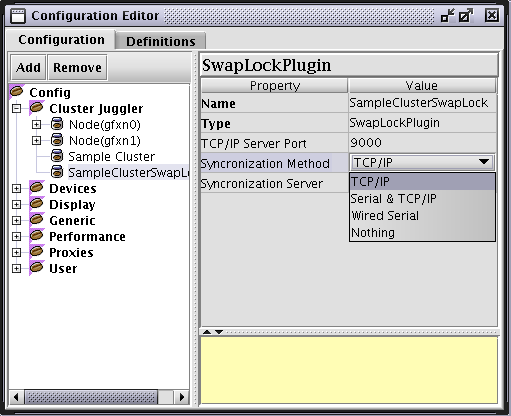 Configuration Editor
Configuration Definitions
Add Remove
Config
Cluster Juggler
Node(gfxn0)
Node(gfxn1)
Sample Cluster
SampleClusterSwapLo
Devices
Display
Generic
Performance
Proxies
User
SwapLockPlugin
Property Value
Name SampleClusterSwapLock
Type SwapLockPlugin
TCP/IP Server Port 9000
Syncronization Method TCP/IP
Syncronization Server
TCP/IP
Serial & TCP/IP
Wired Serial
Nothing